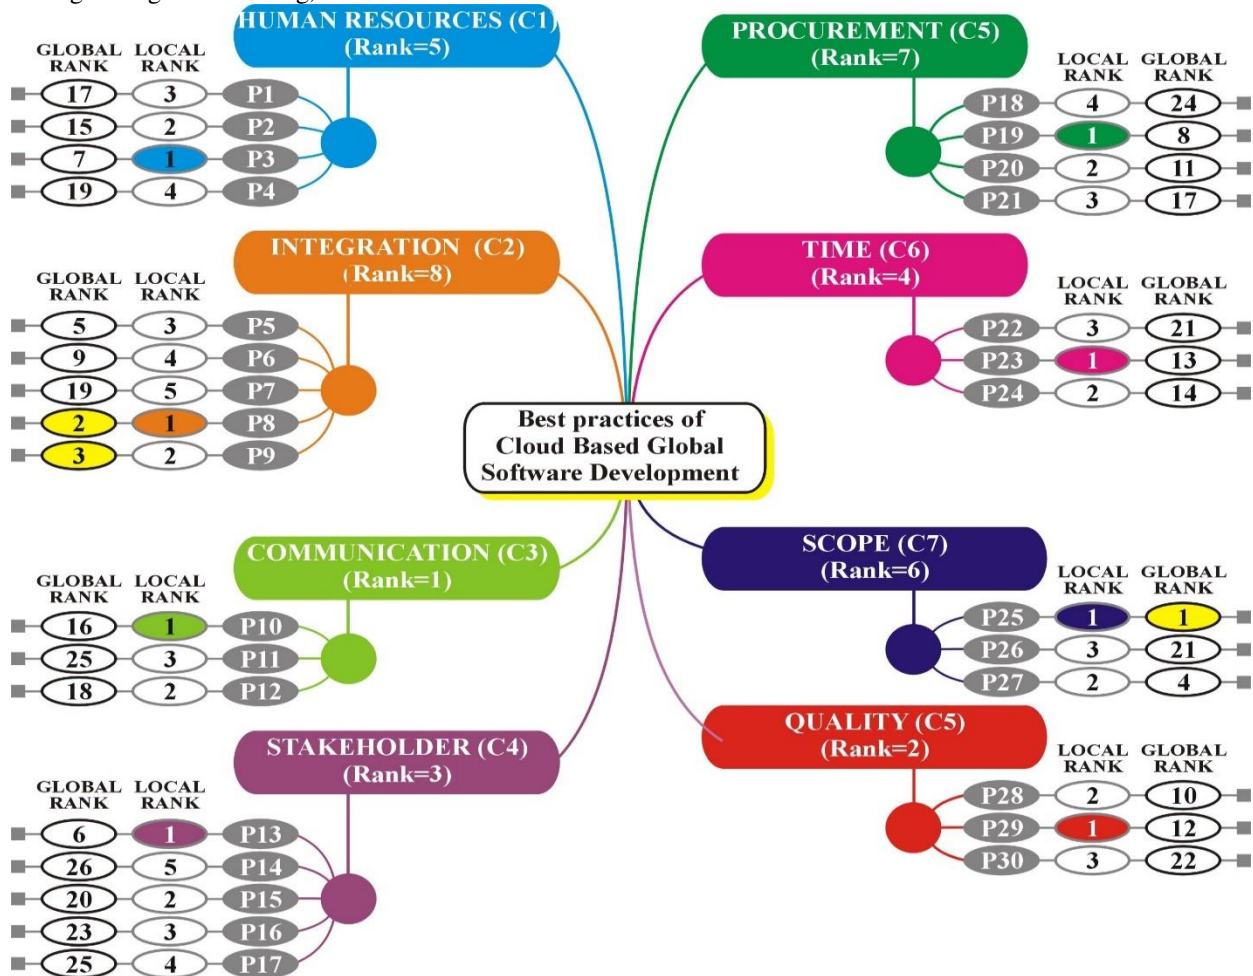 HUMAN RESOURCES (C1)
(Rank=5)
GLOBAL RANK LOCAL RANK
17 3 P1
15 2 P2
7 1 P3
19 4 P4
INTEGRATION (C2)
(Rank=8)
GLOBAL RANK LOCAL RANK
5 3 P5
9 4 P6
19 5 P7
2 1 P8
3 2 P9
COMMUNICATION (C3)
(Rank=1)
GLOBAL RANK LOCAL RANK
16 1 P10
25 3 P11
18 2 P12
STAKEHOLDER (C4)
(Rank=3)
GLOBAL RANK LOCAL RANK
6 1 P13
26 5 P14
20 2 P15
23 3 P16
25 4 P17
Best practices of
Cloud Based Global
Software Development
PROCUREMENT (C5)
(Rank=7)
LOCAL RANK GLOBAL RANK
P18 4 24
P19 1 8
P20 2 11
P21 3 17
TIME (C6)
(Rank=4)
LOCAL RANK GLOBAL RANK
P22 3 21
P23 1 13
P24 2 14
SCOPE (C7)
(Rank=6)
LOCAL RANK GLOBAL RANK
P25 1 1
P26 3 21
P27 2 4
QUALITY (C5)
(Rank=2)
LOCAL RANK GLOBAL RANK
P28 2 10
P29 1 12
P30 3 22